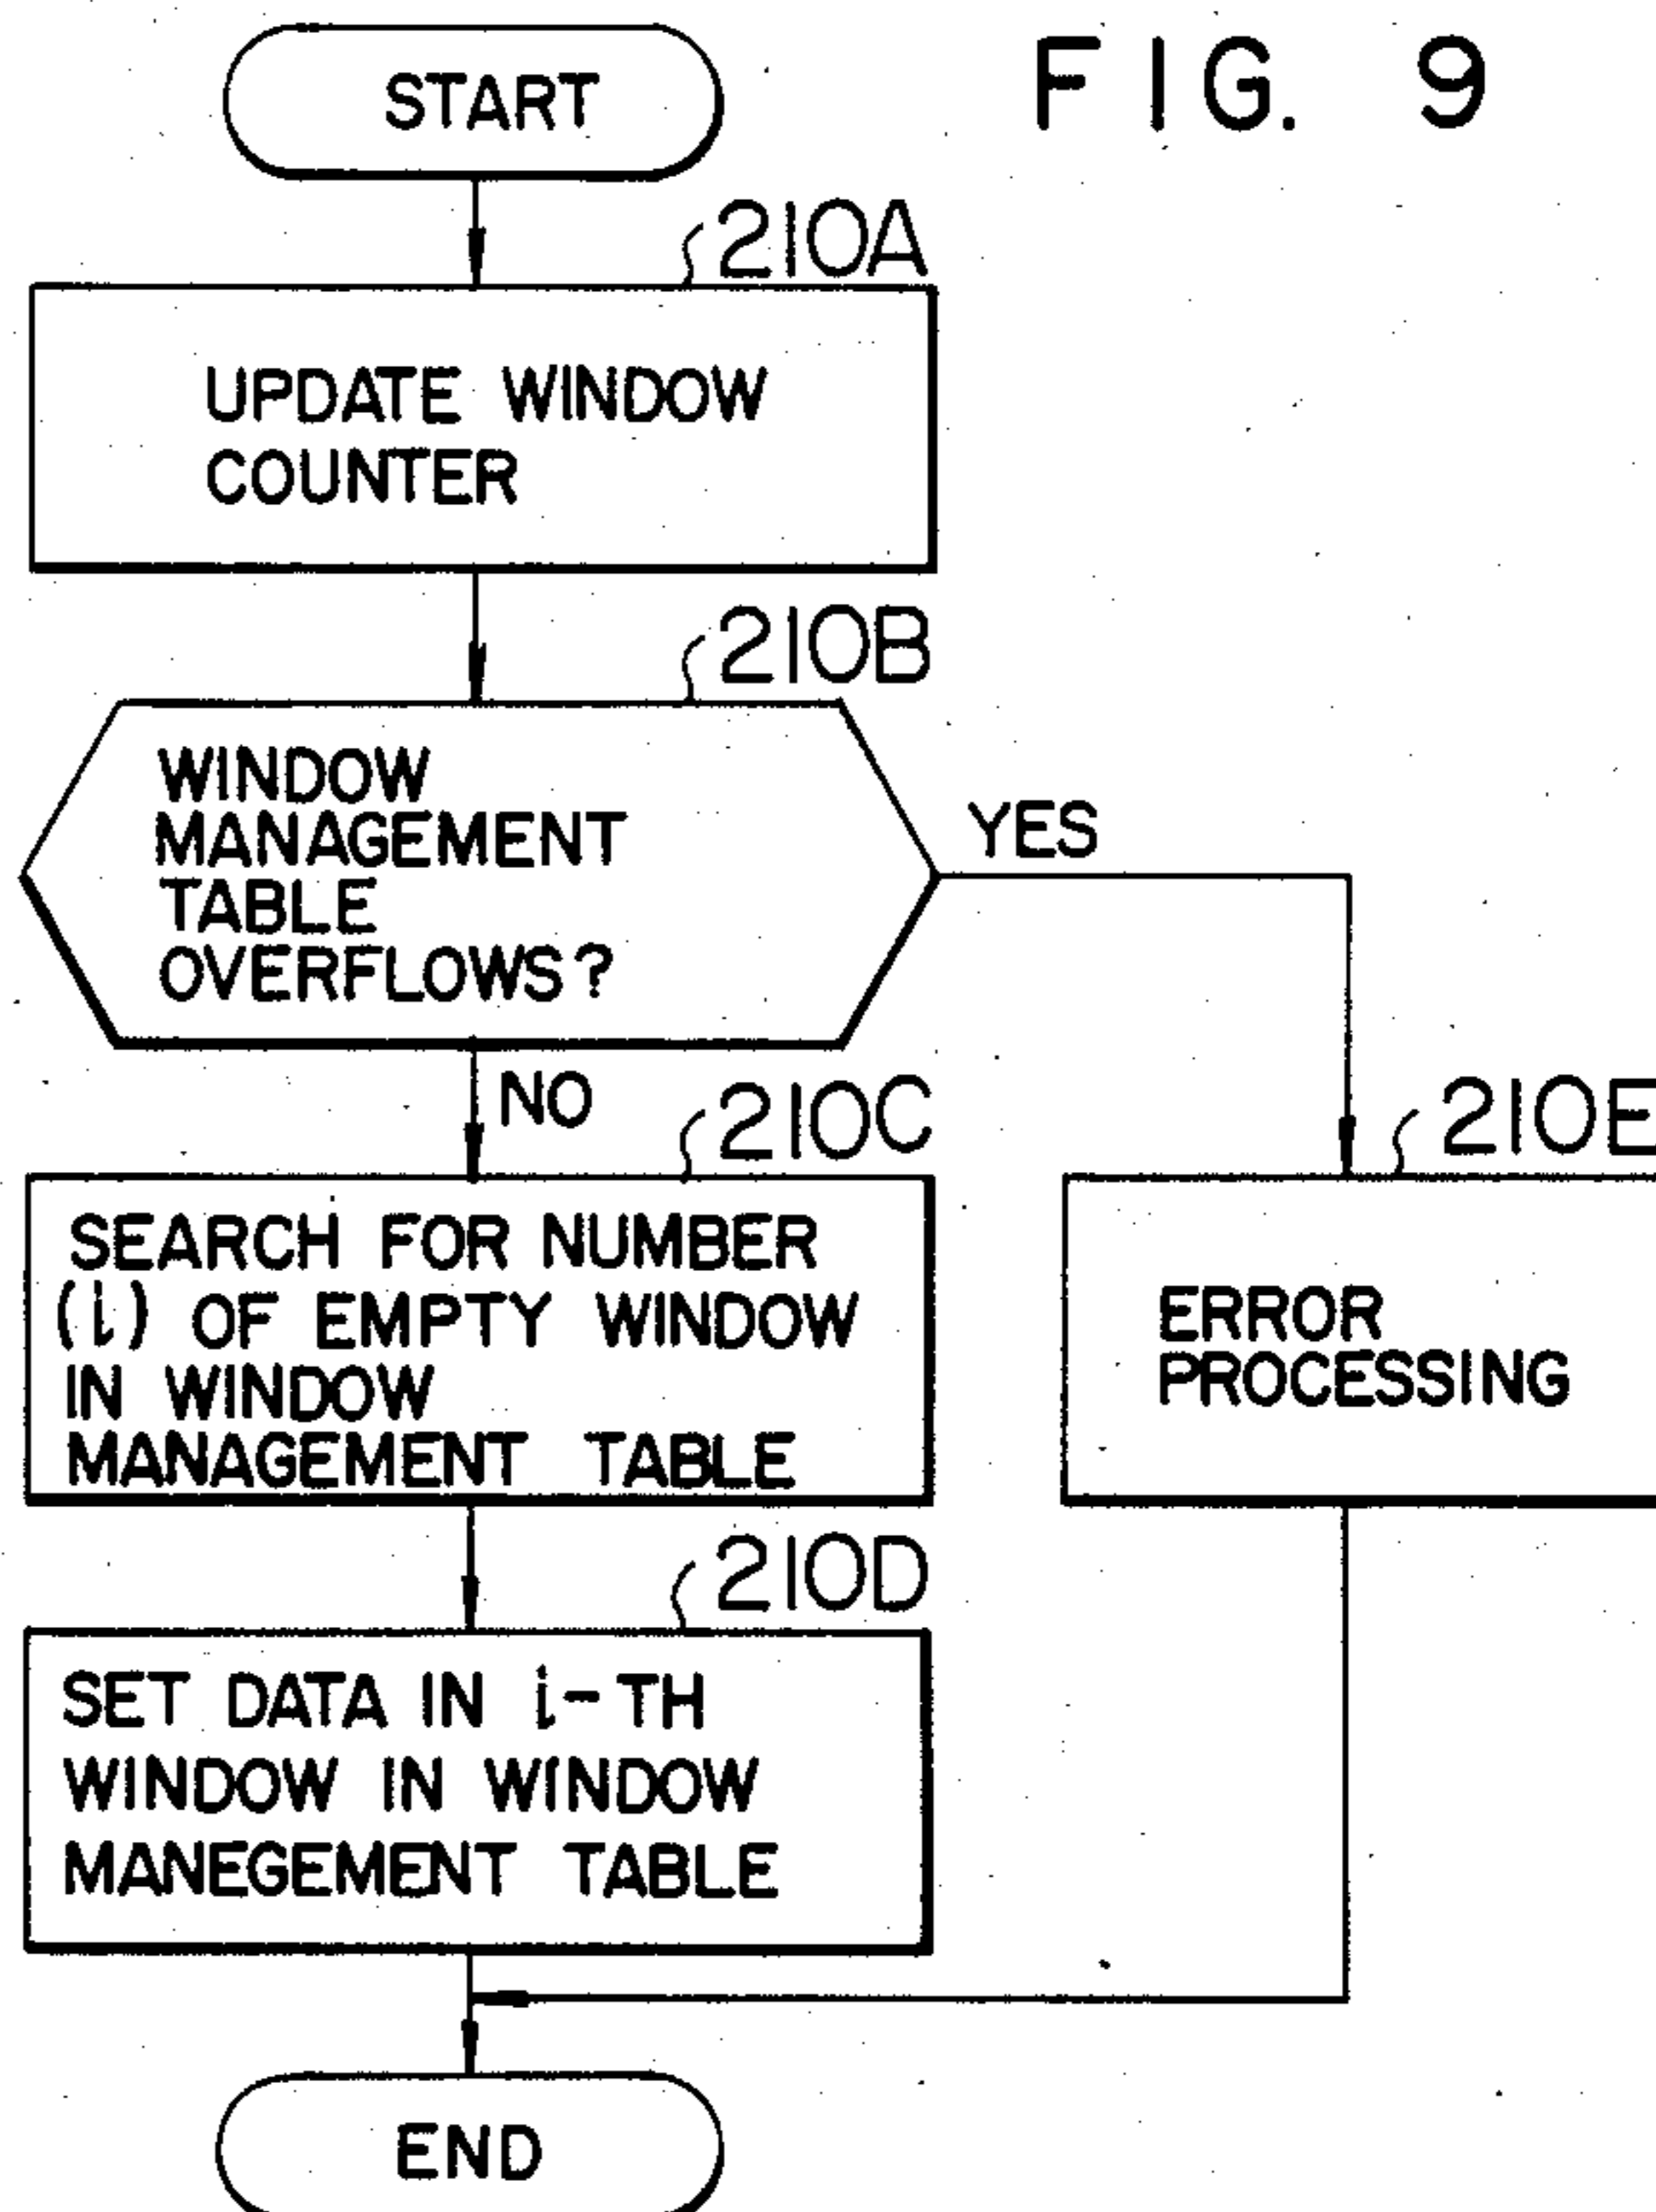 START
FIG. 9
210A
UPDATE WINDOW
COUNTER
210B
WINDOW
MANAGEMENT
TABLE
OVERFLOWS?
YES
NO
210C
SEARCH FOR NUMBER
(i) OF EMPTY WINDOW
IN WINDOW
MANAGEMENT TABLE
210E
ERROR
PROCESSING
210D
SET DATA IN i-TH
WINDOW IN WINDOW
MANEGEMENT TABLE
END